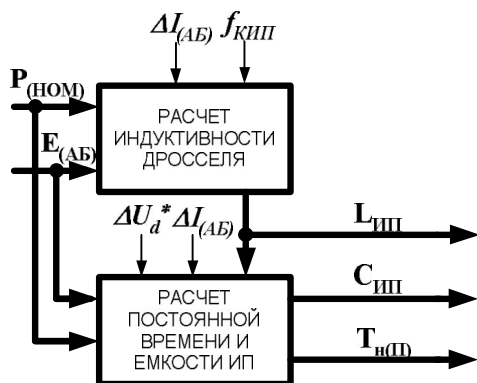 ΔI(АБ) fКИП
P(НОМ)
РАСЧЕТ
ИНДУКТИВНОСТИ
ДРОССЕЛЯ
E(АБ)
ΔUd* ΔI(АБ)
LИП
РАСЧЕТ
ПОСТОЯННОЙ
ВРЕМЕНИ И
ЕМКОСТИ ИП
CИП
Tн(П)